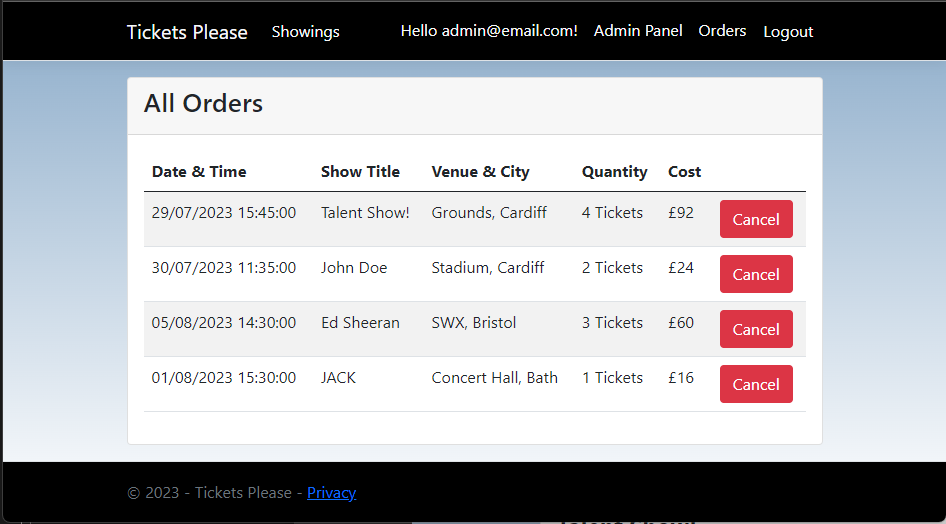 Tickets Please Showings Hello admin@email.com! Admin Panel Orders Logout
All Orders
Date & Time Show Title Venue & City Quantity Cost
29/07/2023 15:45:00 Talent Show! Grounds, Cardiff 4 Tickets £92 Cancel
30/07/2023 11:35:00 John Doe Stadium, Cardiff 2 Tickets £24 Cancel
05/08/2023 14:30:00 Ed Sheeran SWX, Bristol 3 Tickets £60 Cancel
01/08/2023 15:30:00 JACK Concert Hall, Bath 1 Tickets £16 Cancel
© 2023 - Tickets Please - Privacy